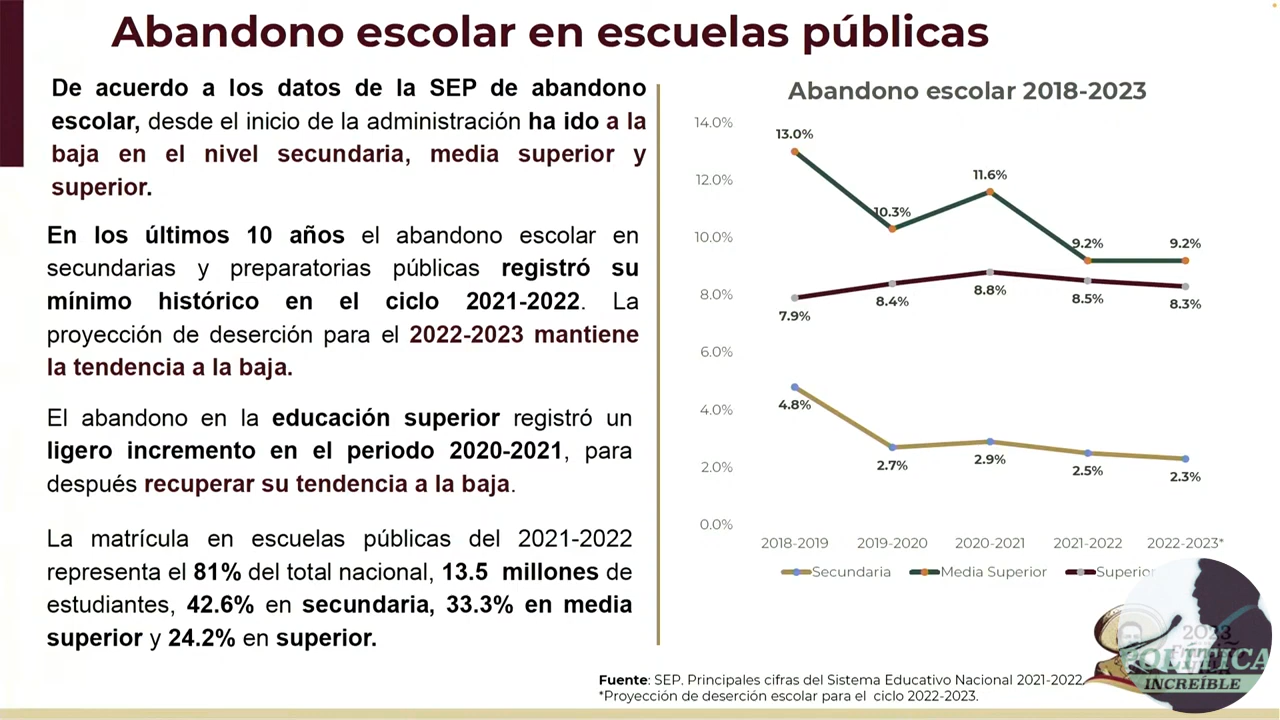 Abandono escolar en escuelas públicas
De acuerdo a los datos de la SEP de abandono
escolar, desde el inicio de la administración ha ido a la
baja en el nivel secundaria, media superior y
superior.
En los últimos 10 años el abandono escolar en
secundarias y preparatorias públicas registró su
mínimo histórico en el ciclo 2021-2022. La
proyección de deserción para el 2022-2023 mantiene
la tendencia a la baja.
El abandono en la educación superior registró un
ligero incremento en el periodo 2020-2021, para
después recuperar su tendencia a la baja.
La matrícula en escuelas públicas del 2021-2022
representa el 81% del total nacional, 13.5 millones de
estudiantes, 42.6% en secundaria, 33.3% en media
superior y 24.2% en superior.
Abandono escolar 2018-2023
14.0%
12.0%
10.0%
8.0%
6.0%
4.0%
2.0%
0.0%
13.0%
10.3%
11.6%
9.2%
9.2%
7.9%
8.4%
8.8%
8.5%
8.3%
4.8%
2.7%
2.9%
2.5%
2.3%
2018-2019 2019-2020 2020-2021 2021-2022 2022-2023*
Secundaria Media Superior Superior
Fuente: SEP. Principales cifras del Sistema Educativo Nacional 2021-2022.
*Proyección de deserción escolar para el ciclo 2022-2023.
2023
POLÍTICA
INCREÍBLE